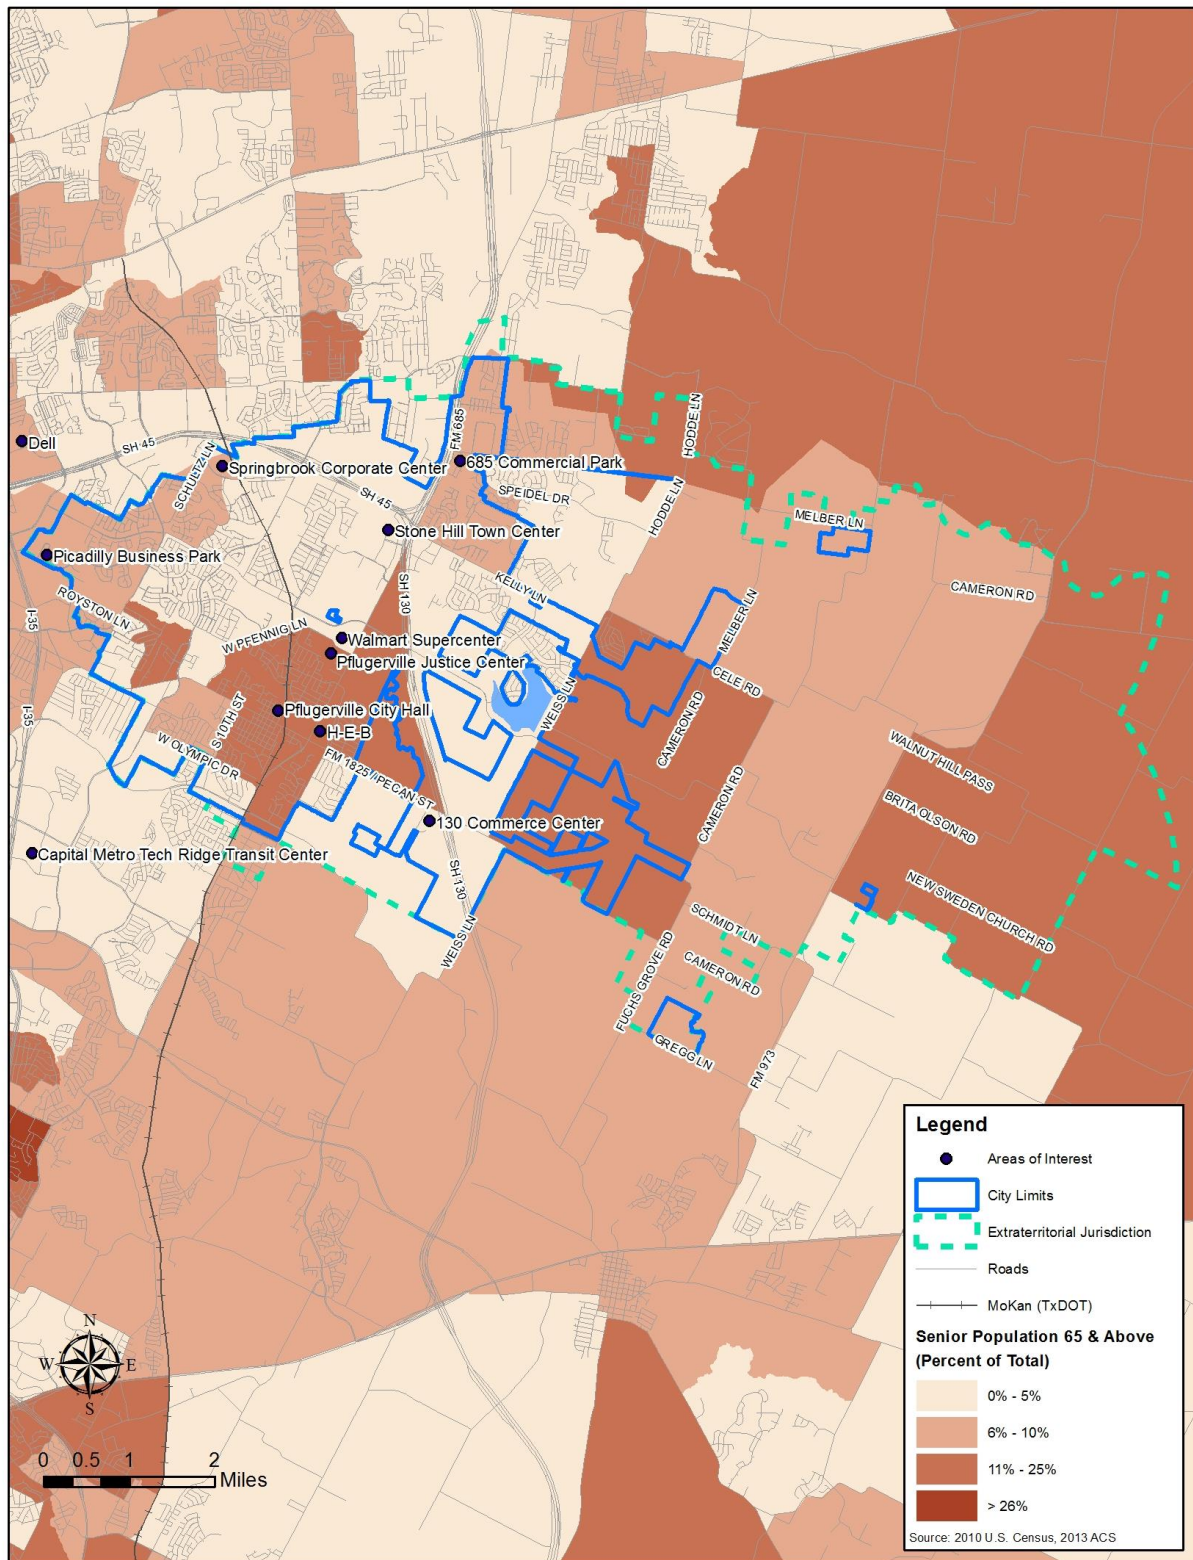 HODDE LN
Dell
SH 45
SCHULTZ LN
Springbrook Corporate Center
FM 685
685 Commercial Park
SPEIDEL DR
SH 45
HODDE LN
MELBER LN
Stone Hill Town Center
Picadilly Business Park
KELLY LN
SH 130
CAMERON RD
ROYSTON LN
I-35
W PFENNIG LN
Walmart Supercenter
MELBER LN
Pflugerville Justice Center
CELE RD
WEISS LN
S 10TH ST
Pflugerville City Hall
CAMERON RD
I-35
H-E-B
WALNUT HILL PASS
W OLYMPIC DR
FM 1825 / PECAN ST
BRITA OLSON RD
CAMERON RD
130 Commerce Center
Capital Metro Tech Ridge Transit Center
SH 130
NEW SWEDEN CHURCH RD
WEISS LN
SCHMIDT LN
CAMERON RD
FUCHS GROVE RD
GREGG LN
FM 973
Legend
Areas of Interest
City Limits
Extraterritorial Jurisdiction
Roads
MoKan (TxDOT)
Senior Population 65 & Above
(Percent of Total)
0% - 5%
6% - 10%
11% - 25%
> 26%
Source: 2010 U.S. Census, 2013 ACS
N
W E
S
0 0.5 1 2
Miles